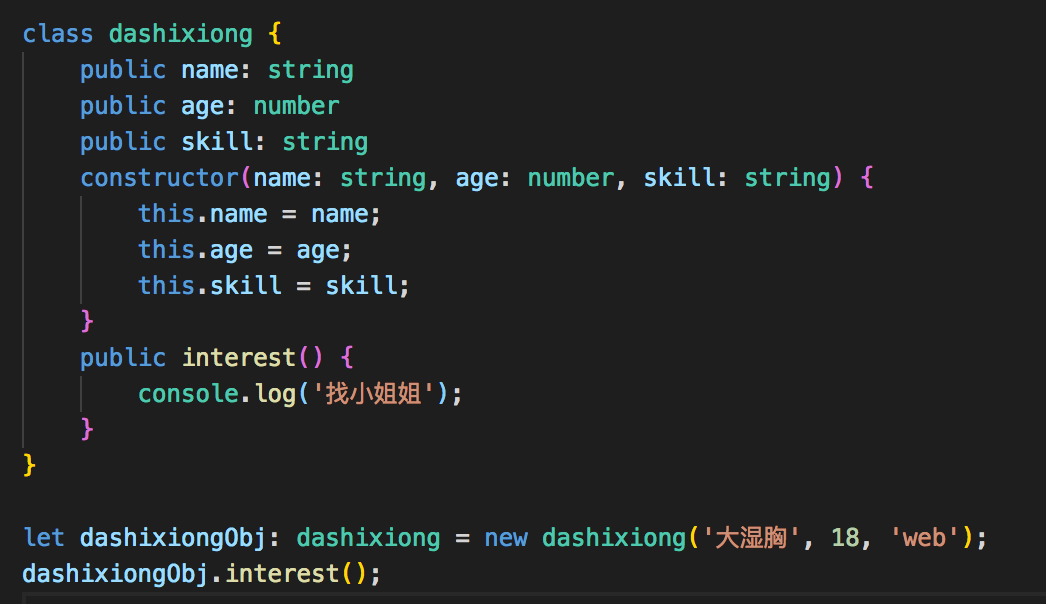 class dashixiong {
public name: string
public age: number
public skill: string
constructor(name: string, age: number, skill: string) {
this.name = name;
this.age = age;
this.skill = skill;
}
public interest() {
console.log('找小姐姐');
}
}
let dashixiongObj: dashixiong = new dashixiong('大湿胸', 18, 'web');
dashixiongObj.interest();